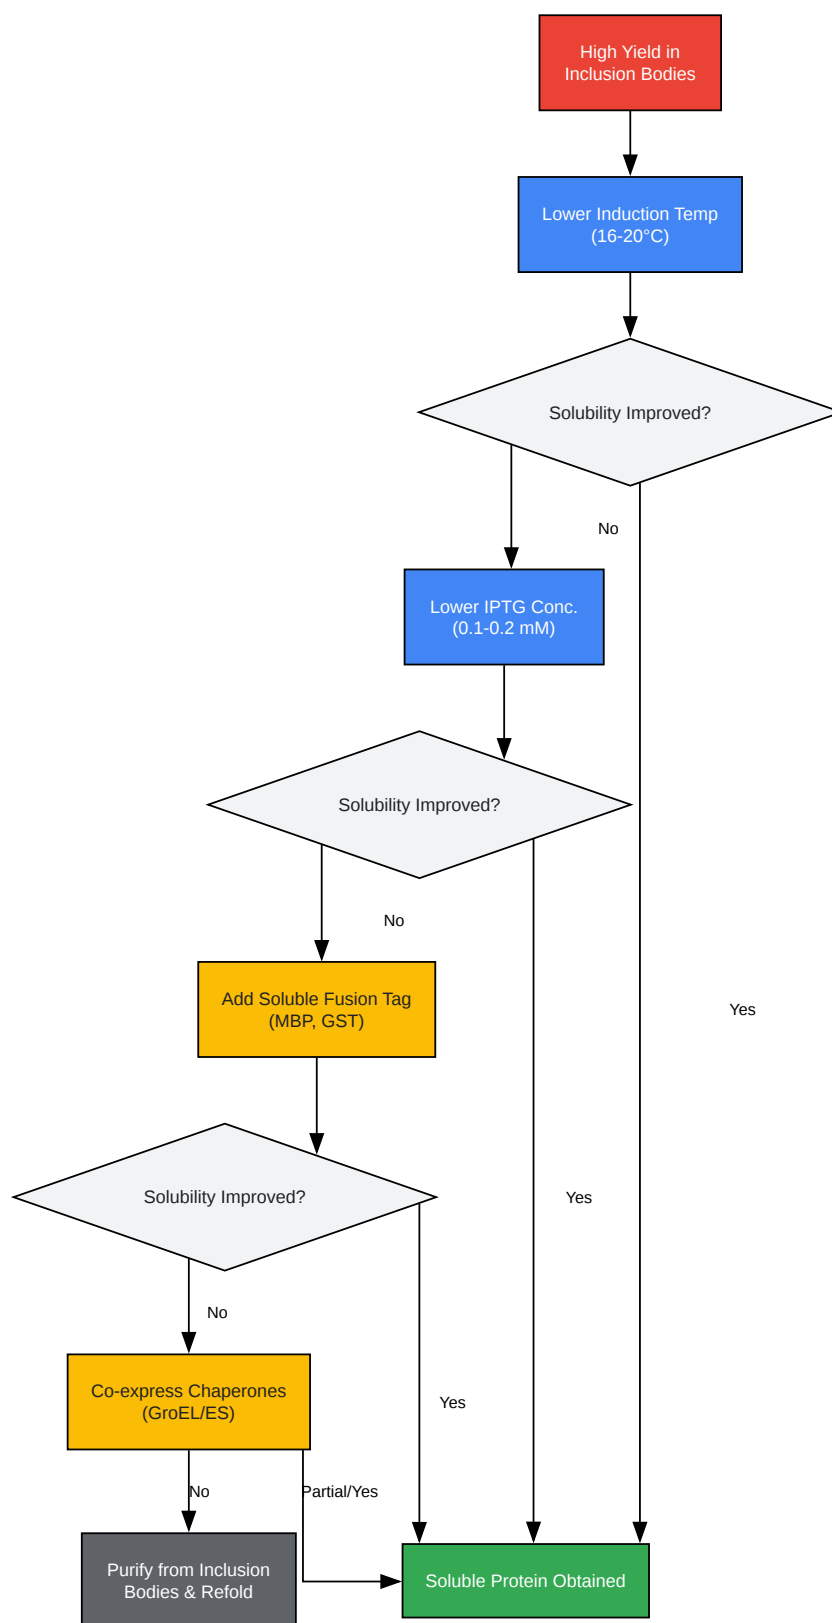 High Yield in
Inclusion Bodies
Lower Induction Temp
(16-20°C)
Solubility Improved?
No
Lower IPTG Conc.
(0.1-0.2 mM)
Solubility Improved?
No
Add Soluble Fusion Tag
(MBP, GST)
Yes
Solubility Improved?
Yes
No
Co-express Chaperones
(GroEL/ES)
Yes
No
Partial/Yes
Purify from Inclusion
Bodies & Refold
Soluble Protein Obtained